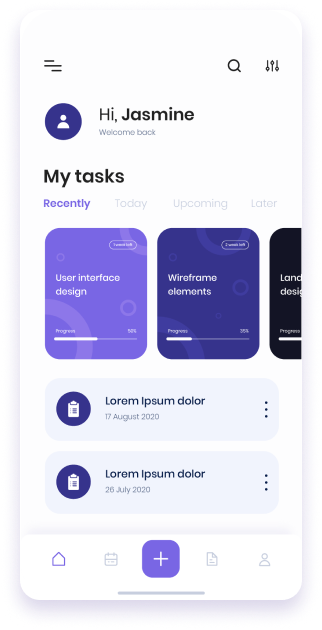 Hi, Jasmine
Welcome back
My tasks
Recently Today Upcoming Later
1 week left
User interface
design
Progress 50%
2 week left
Wireframe
elements
Progress 35%
Land
desig
Progress
Lorem Ipsum dolor
17 August 2020
Lorem Ipsum dolor
26 July 2020